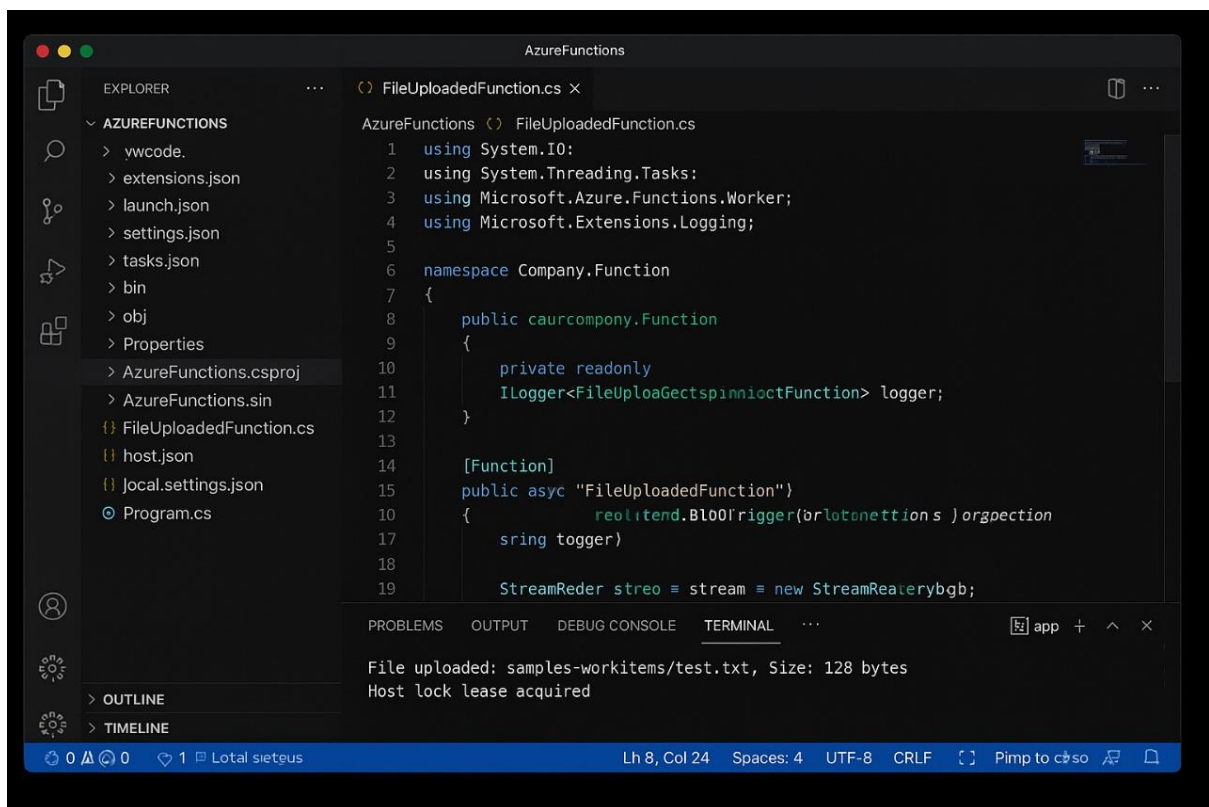 AzureFunctions
EXPLORER ···
FileUploadedFunction.cs ×
AZUREFUNCTIONS
> ywcode.
> extensions.json
> launch.json
> settings.json
> tasks.json
> bin
> obj
> Properties
> AzureFunctions.csproj
> AzureFunctions.sin
{} FileUploadedFunction.cs
host.json
{} local.settings.json
Program.cs
> OUTLINE
> TIMELINE
AzureFunctions FileUploadedFunction.cs
1 using System.IO:
2 using System.Tnreading.Tasks:
3 using Microsoft.Azure.Functions.Worker;
4 using Microsoft.Extensions.Logging;
5
6 namespace Company.Function
7 {
8 public caurcompony.Function
9 {
10 private readonly
11 ILogger<FileUploaGectspinnioctFunction> logger;
12 }
13
14 [Function]
15 public asyc "FileUploadedFunction")
10 {
17 sring togger)
18
19 StreamReder streo ≡ stream ≡ new
PROBLEMS OUTPUT DEBUG CONSOLE TERMINAL ··· app + ^ ×
File uploaded: samples-workitems/test.txt, Size: 128 bytes
Host lock lease acquired
0 0 1 Lotal sieteus Lh 8, Col 24 Spaces: 4 UTF-8 CRLF Pimp to